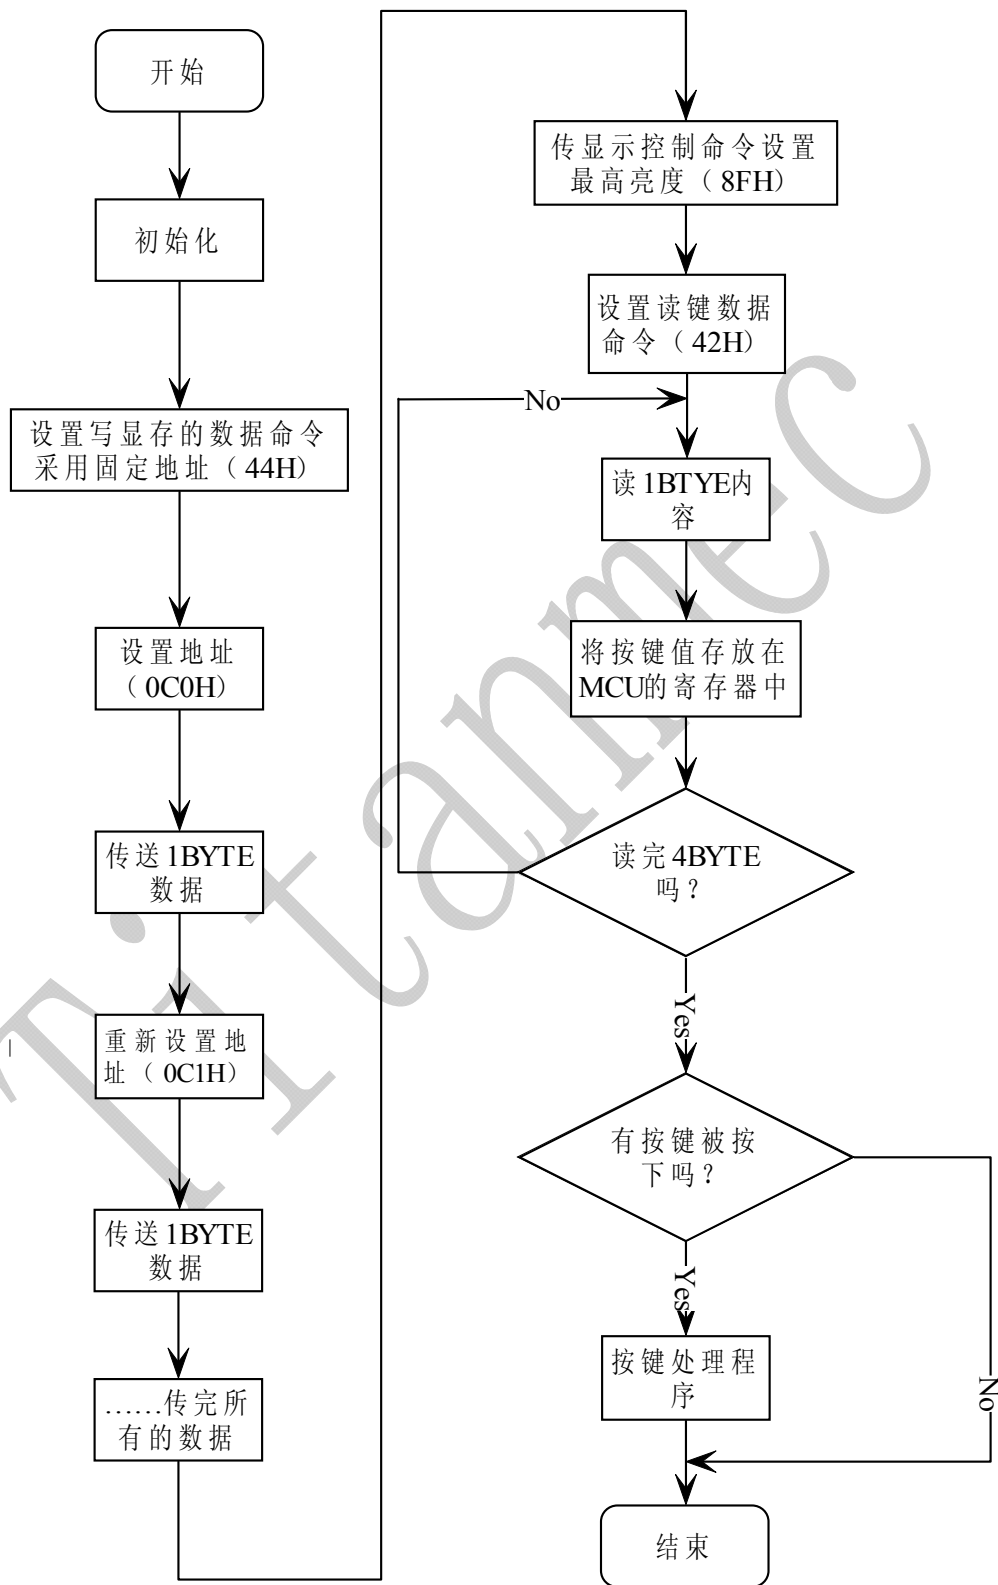 开始
初始化
设置写显存的数据命令
采用固定地址（44H）
设置地址
（0C0H）
传送1BYTE
数据
重新设置地
址（0C1H）
传送1BYTE
数据
……传完所
有的数据
传显示控制命令设置
最高亮度（8FH）
设置读键数据
命令（42H）
No
读1BTYE内
容
将按键值存放在
MCU的寄存器中
读完4BYTE
吗？
Yes
有按键被按
下吗？
Yes
No
按键处理程
序
结束
Titanmec